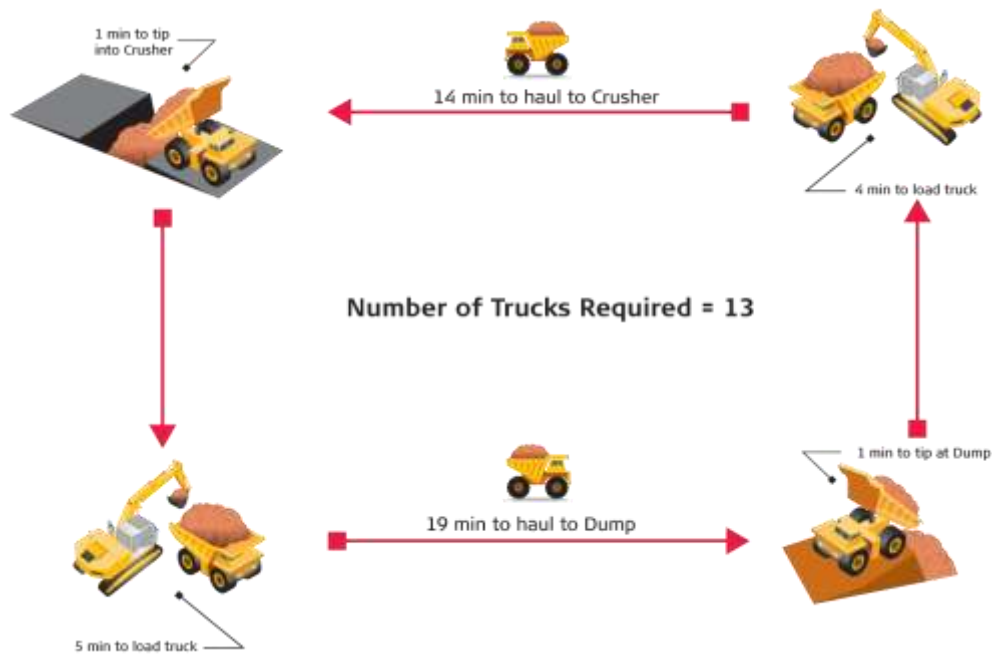 1 min to tip
into Crusher
14 min to haul to Crusher
4 min to load truck
Number of Trucks Required = 13
1 min to tip at Dump
19 min to haul to Dump
5 min to load truck